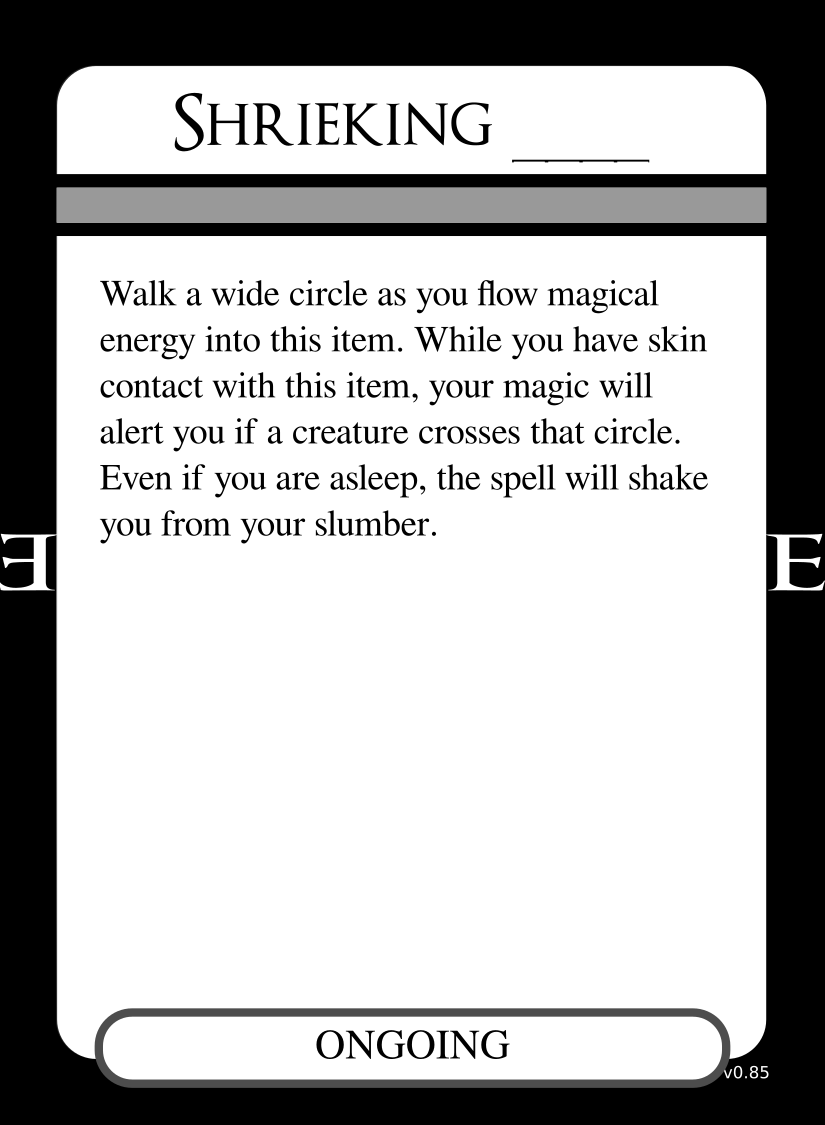 Shrieking ____
Walk a wide circle as you flow magical
energy into this item. While you have skin
contact with this item, your magic will
alert you if a creature crosses that circle.
Even if you are asleep, the spell will shake
you from your slumber.
E
E
ONGOING
v0.85